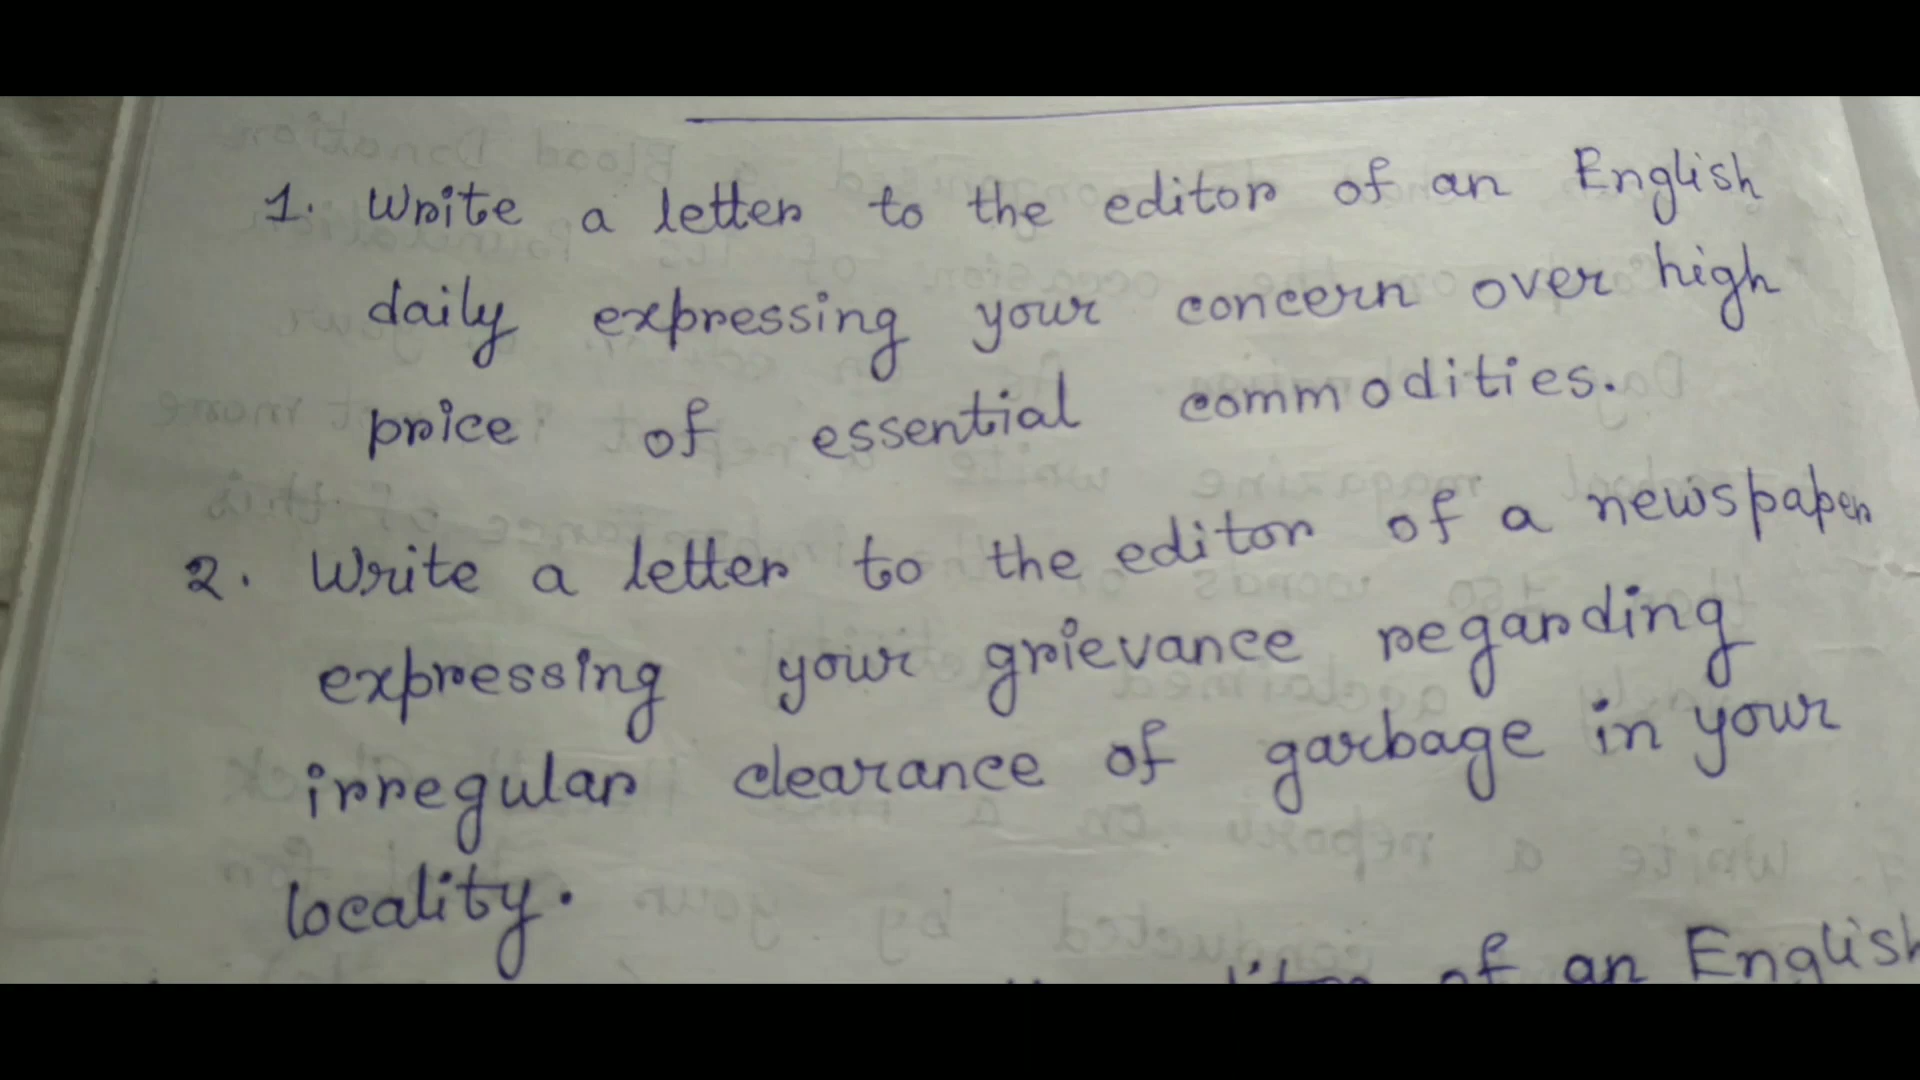 1. Write a letter to the editor of an English
daily expressing your concern over high
price of essential commodities.
2. Write a letter to the editor of a newspaper
expressing your grievance regarding
irregular clearance of garbage in your
locality.
of an English